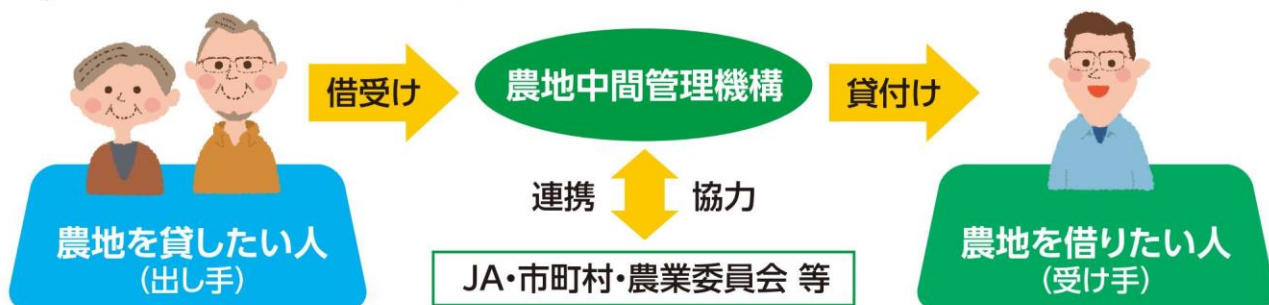 借受け
農地中間管理機構
貸付け
連携
協力
農地を貸したい人
(出し手)
JA・市町村・農業委員会 等
農地を借りたい人
(受け手)